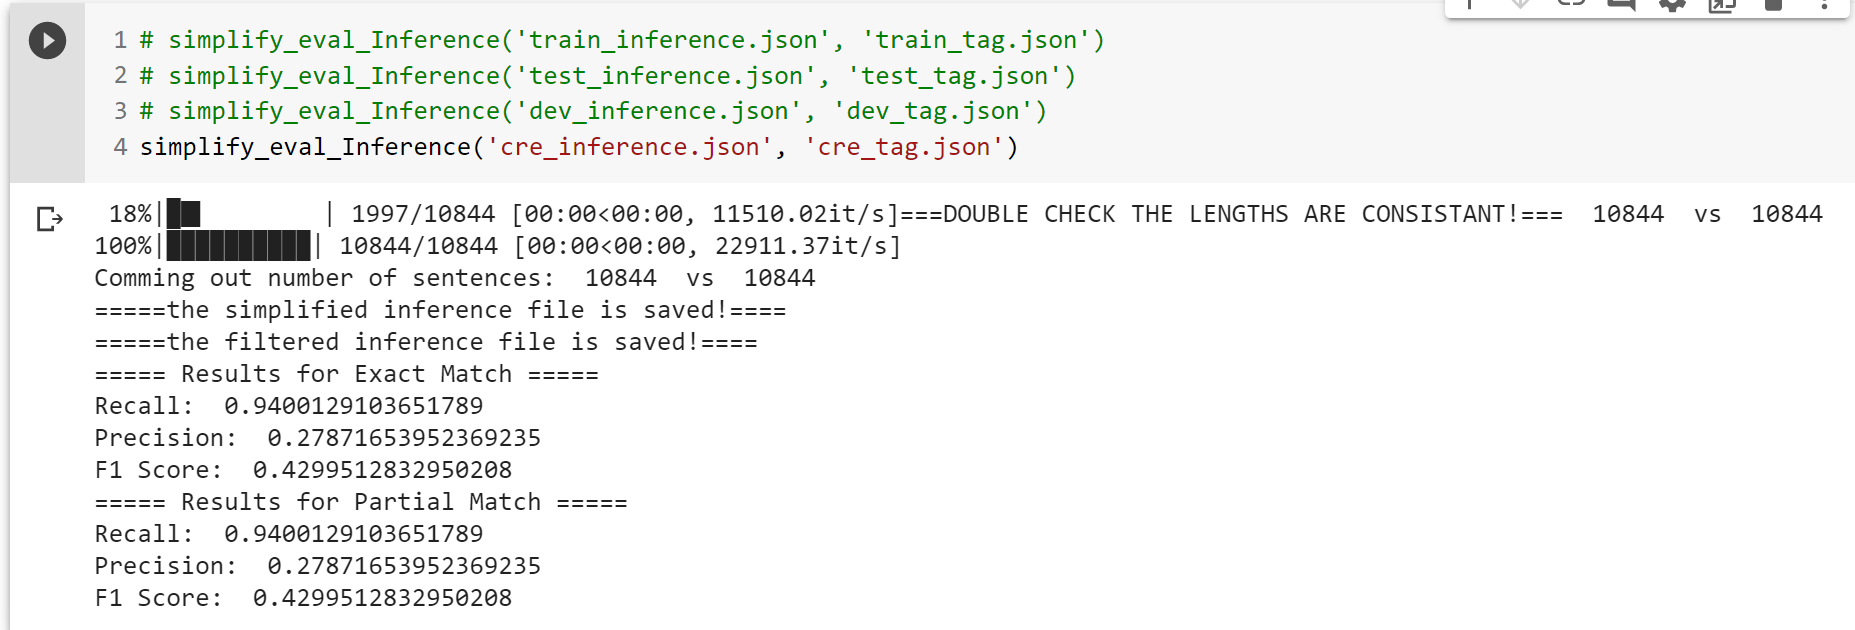 1 # simplify_eval_Inference('train_inference.json', 'train_tag.json')
2 # simplify_eval_Inference('test_inference.json', 'test_tag.json')
3 # simplify_eval_Inference('dev_inference.json', 'dev_tag.json')
4 simplify_eval_Inference('cre_inference.json', 'cre_tag.json')
18%|██        | 1997/10844 [00:00<00:00, 11510.02it/s]===DOUBLE CHECK THE LENGTHS ARE CONSISTANT!===  10844  vs  10844
100%|██████████| 10844/10844 [00:00<00:00, 22911.37it/s]
Comming out number of sentences:  10844  vs  10844
=====the simplified inference file is saved!====
=====the filtered inference file is saved!====
===== Results for Exact Match =====
Recall:  0.9400129103651789
Precision:  0.27871653952369235
F1 Score:  0.4299512832950208
===== Results for Partial Match =====
Recall:  0.9400129103651789
Precision:  0.27871653952369235
F1 Score:  0.4299512832950208